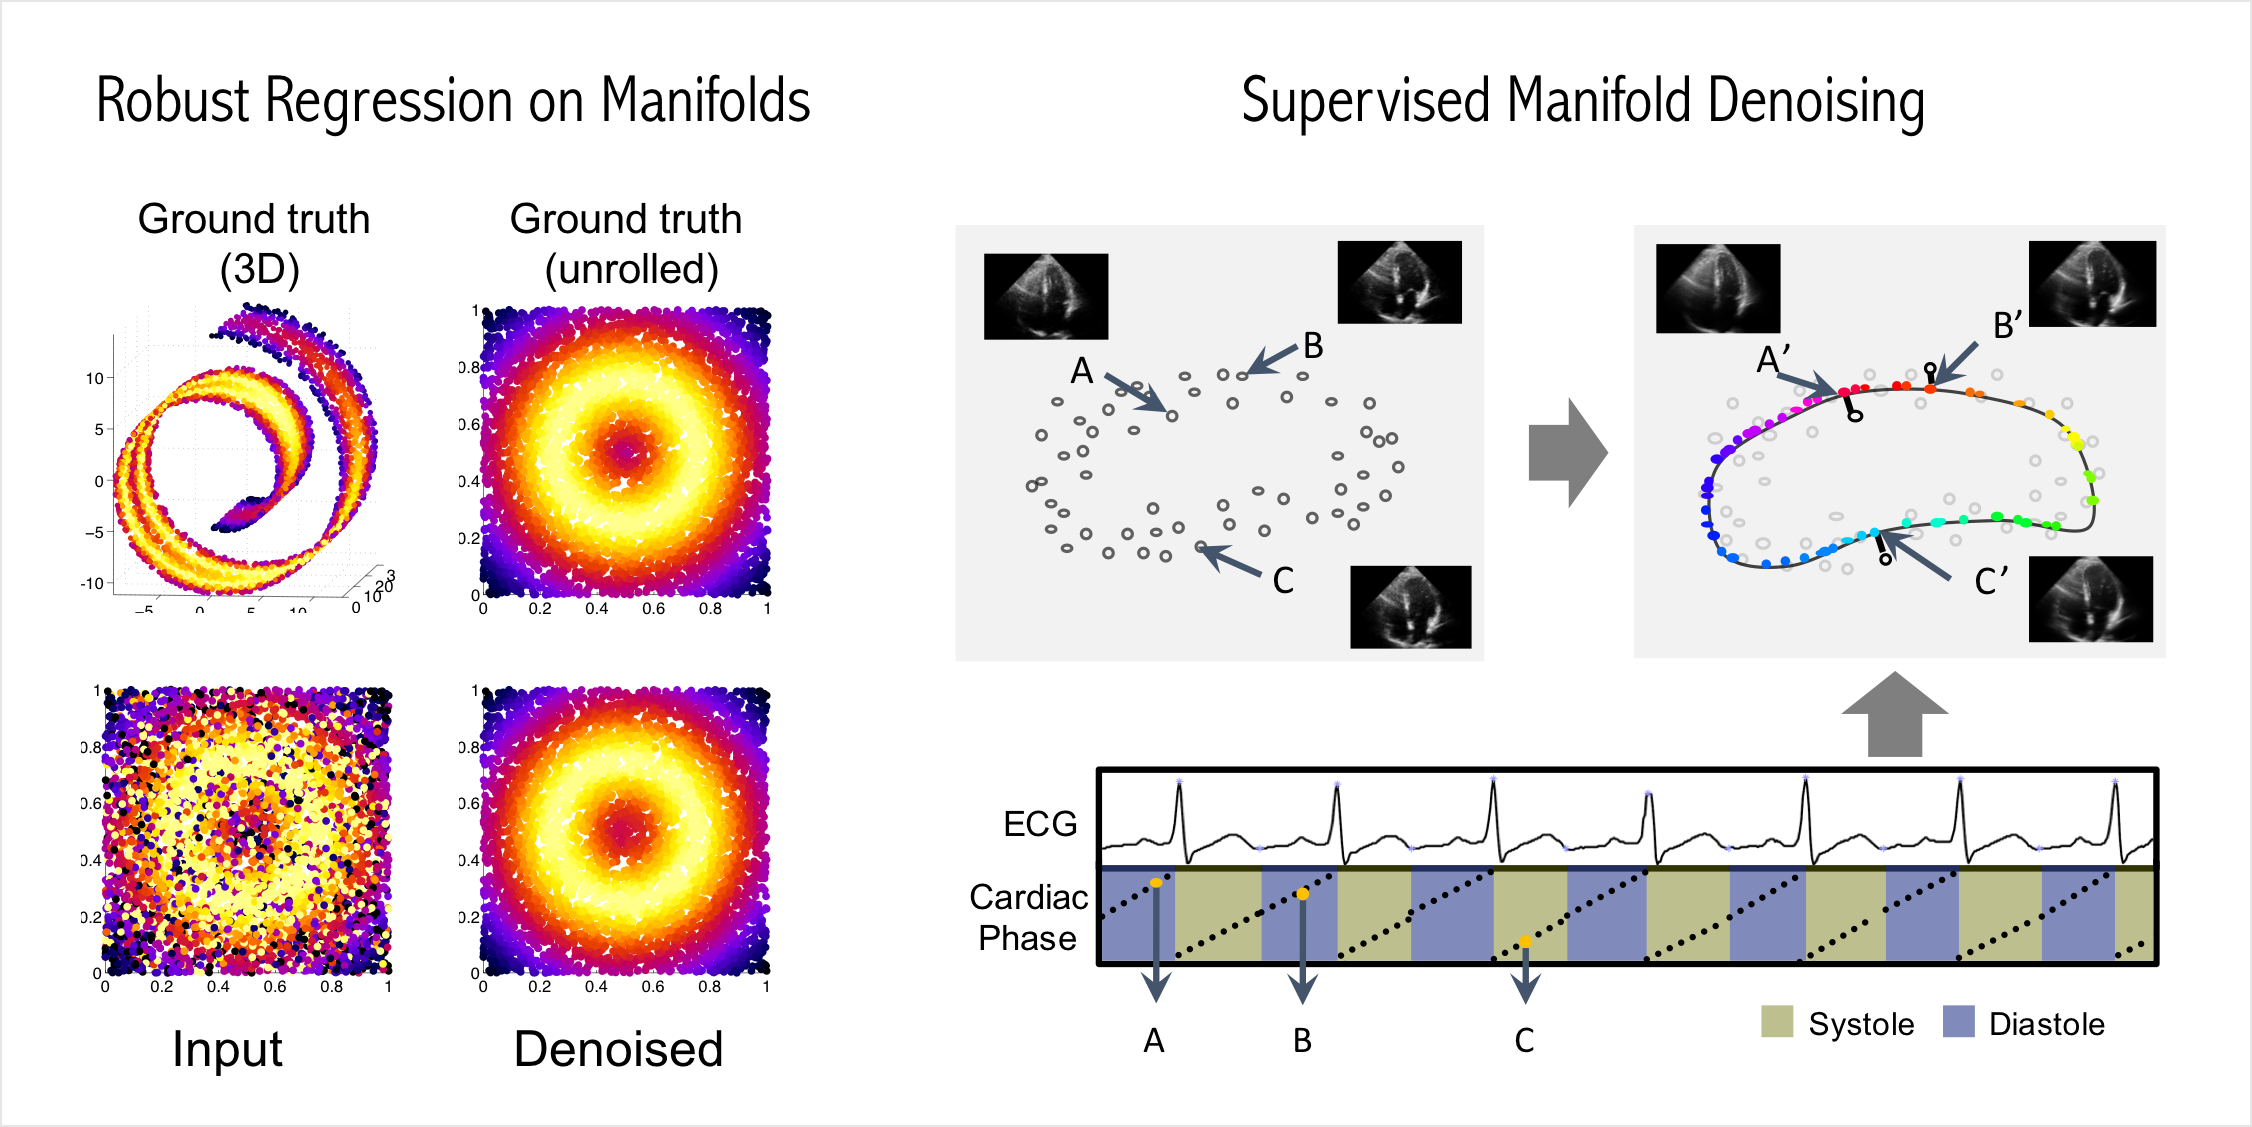 Robust Regression on Manifolds
Supervised Manifold Denoising
Ground truth
(3D)
Ground truth
(unrolled)
10
5
0
−5
-10
−5
0
5
10
0
10
20
3
1
0.8
0.6
0.4
0.2
0
0
0.2
0.4
0.6
0.8
1
1
0.8
0.6
0.4
0.2
0
0
0.2
0.4
0.6
0.8
1
Input
1
0.8
0.6
0.4
0.2
0
0
0.2
0.4
0.6
0.8
1
Denoised
A
B
C
A’
B’
C’
ECG
Cardiac
Phase
A
B
C
Systole
Diastole